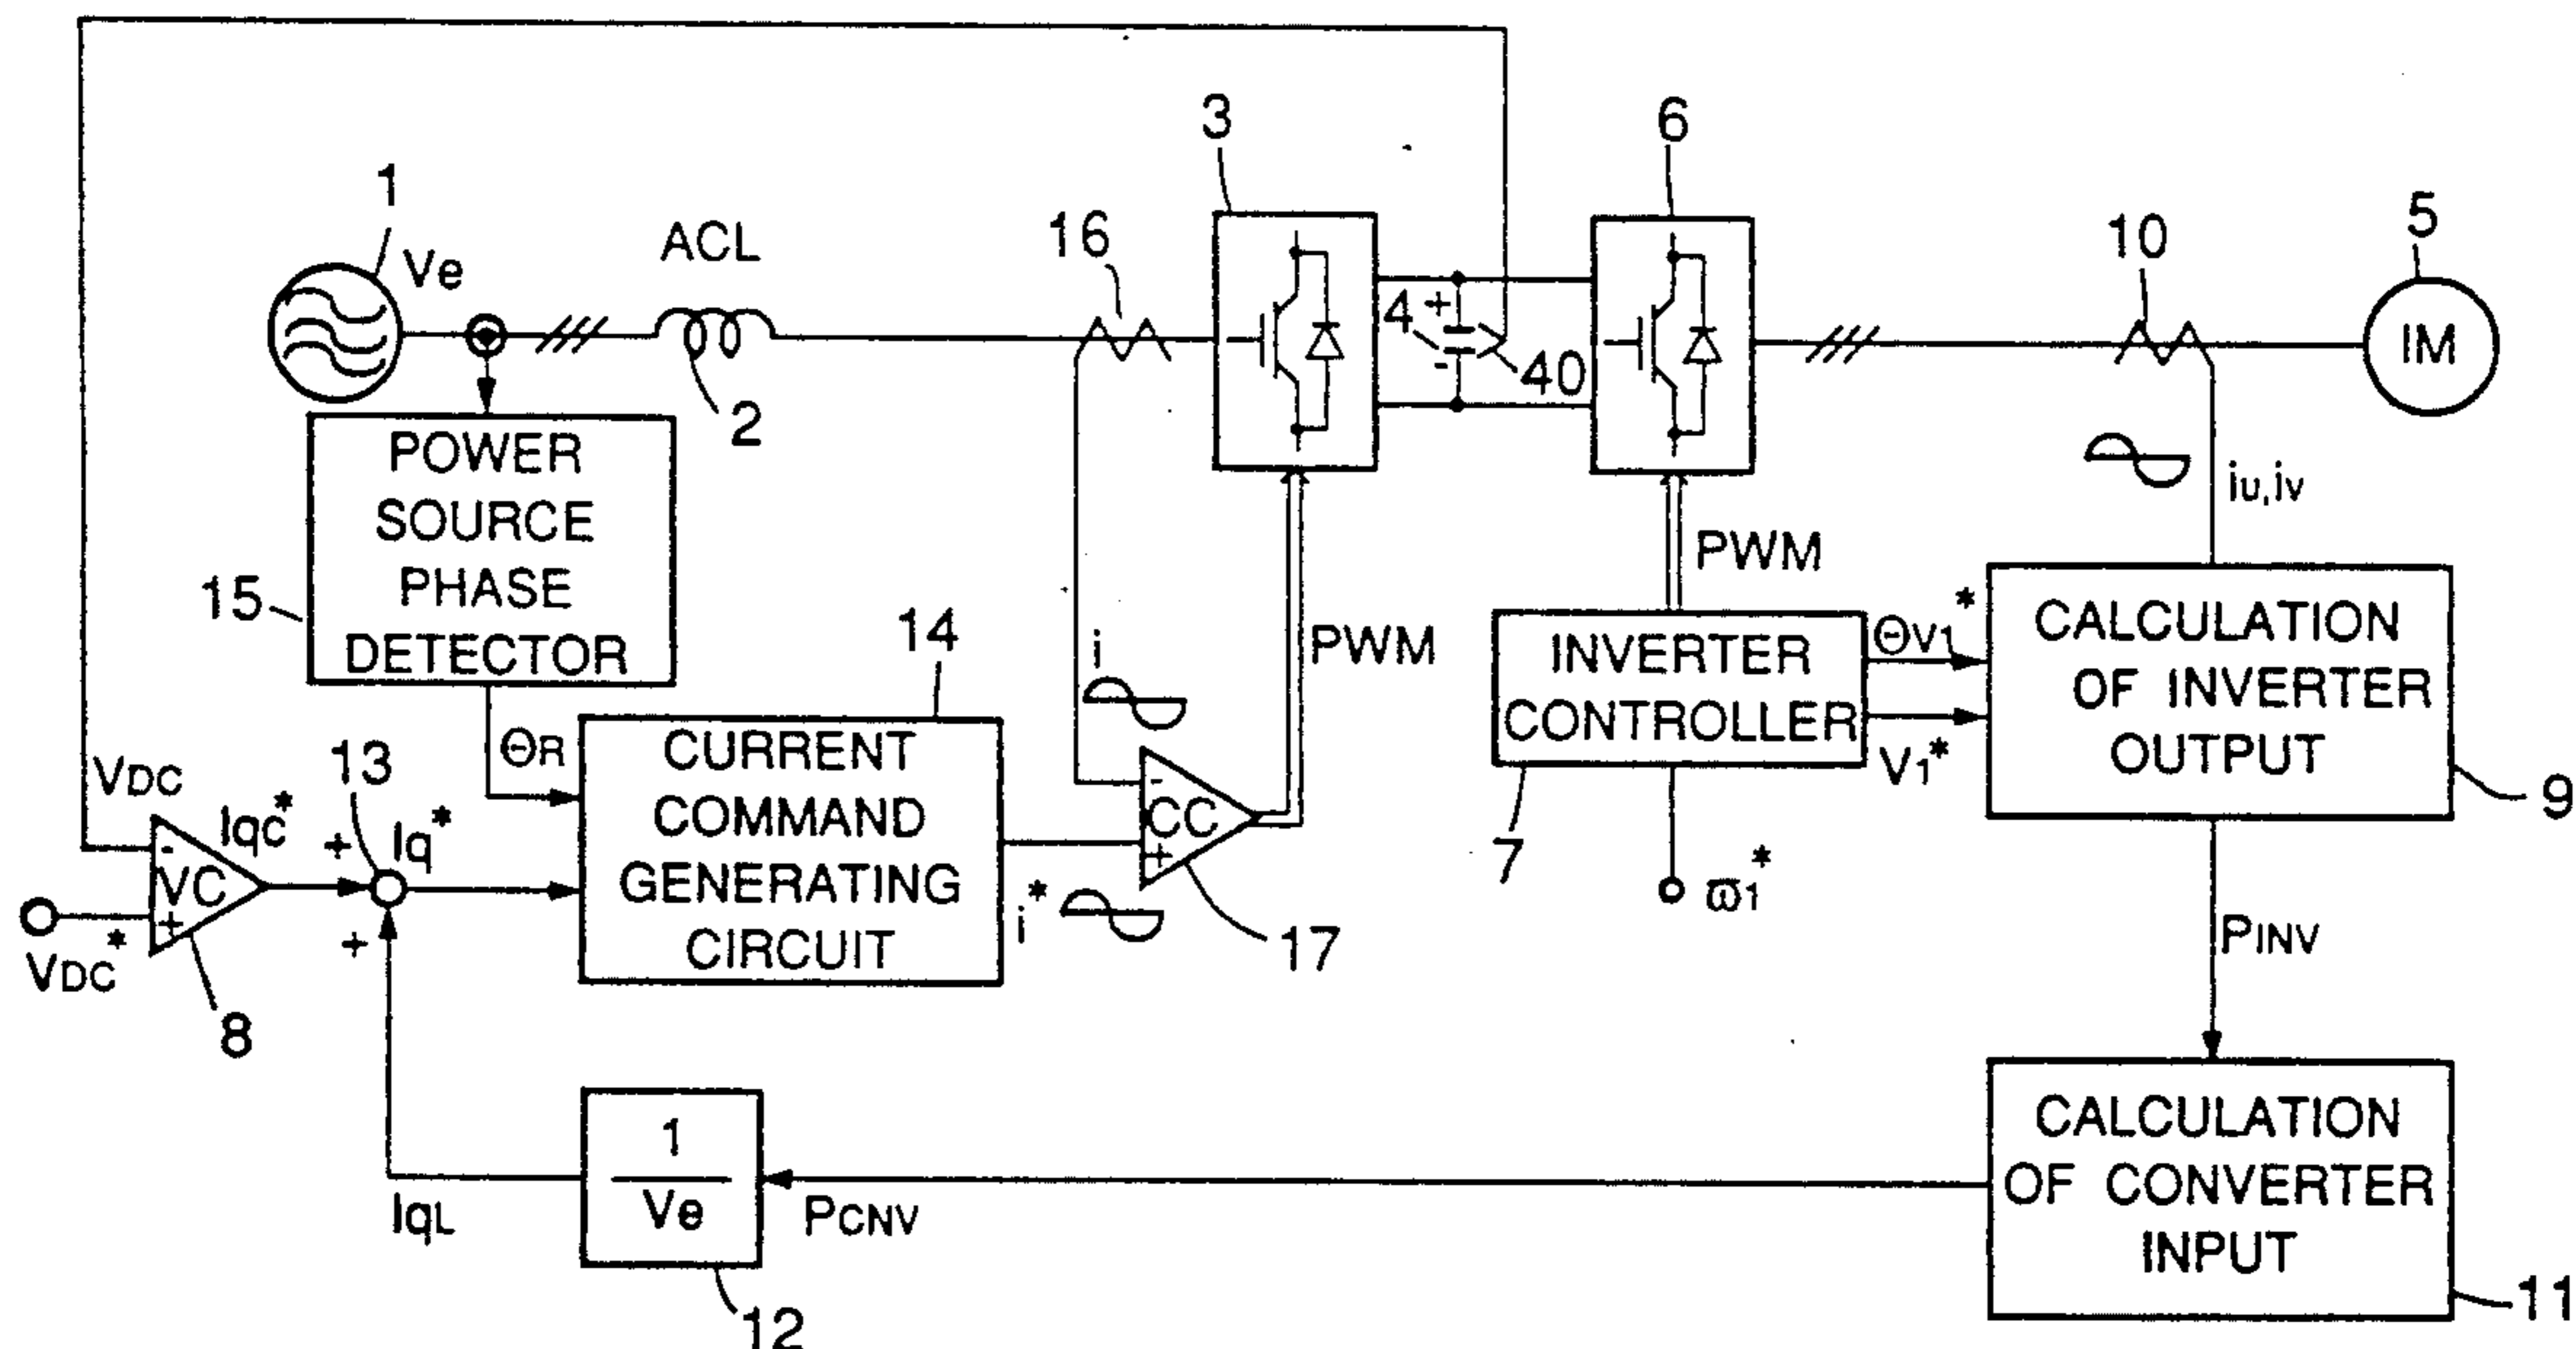 1
Ve
ACL
2
16
3
4
+
-
40
6
10
5
IM
POWER
SOURCE
PHASE
DETECTOR
15
ΘR
i
PWM
PWM
iu,iv
INVERTER
CONTROLLER
7
ϖ1*
Θv1*
V1*
CALCULATION
OF INVERTER
OUTPUT
9
14
CURRENT
COMMAND
GENERATING
CIRCUIT
i*
-
CC
+
17
VDC
-
VC
+
VDC*
8
Iqc*
13
+
+
Iq*
PINV
CALCULATION
OF CONVERTER
INPUT
11
PCNV
1
Ve
12
IqL